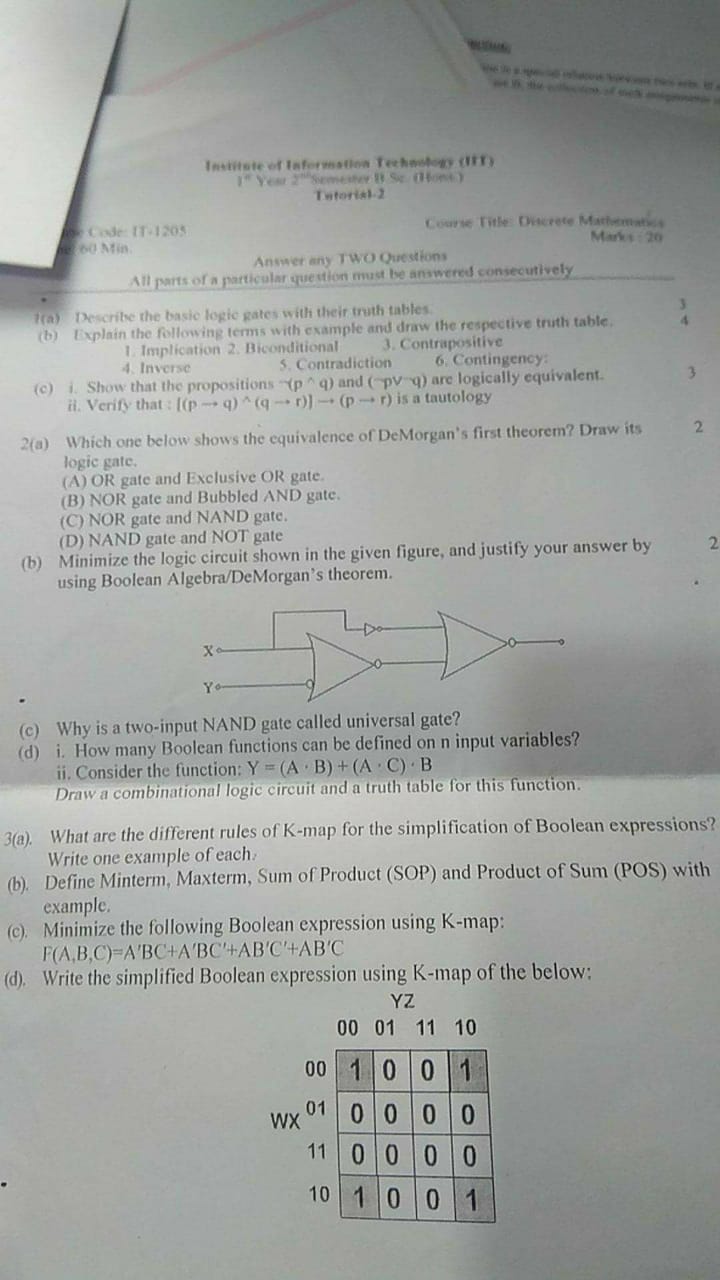 Institute of Information Technology (IIT)
1st Year 2nd Semester B.Sc. (Hons.)
Tutorial-2
Code: IT-1205
Course Title: Discrete Mathematics
60 Min.
Marks: 20
Answer any TWO Questions
All parts of a particular question must be answered consecutively
1(a) Describe the basic logic gates with their truth tables. 3
(b) Explain the following terms with example and draw the respective truth table. 4
1. Implication 2. Biconditional 3. Contrapositive
4. Inverse 5. Contradiction 6. Contingency:
(c) i. Show that the propositions ¬(p ^ q) and (¬pv¬q) are logically equivalent. 3
ii. Verify that : [(p → q) ^ (q → r)] → (p → r) is a tautology
2(a) Which one below shows the equivalence of DeMorgan's first theorem? Draw its 2
logic gate.
(A) OR gate and Exclusive OR gate.
(B) NOR gate and Bubbled AND gate.
(C) NOR gate and NAND gate.
(D) NAND gate and NOT gate
(b) Minimize the logic circuit shown in the given figure, and justify your answer by 2
using Boolean Algebra/DeMorgan's theorem.
X
Y
(c) Why is a two-input NAND gate called universal gate?
(d) i. How many Boolean functions can be defined on n input variables?
ii. Consider the function: Y = (A · B) + (A · C) · B
Draw a combinational logic circuit and a truth table for this function.
3(a). What are the different rules of K-map for the simplification of Boolean expressions?
Write one example of each.
(b). Define Minterm, Maxterm, Sum of Product (SOP) and Product of Sum (POS) with
example.
(c). Minimize the following Boolean expression using K-map:
F(A,B,C)=A'BC+A'BC'+AB'C'+AB'C
(d). Write the simplified Boolean expression using K-map of the below:
YZ
00 01 11 10
00 1 0 0 1
WX 01 0 0 0 0
11 0 0 0 0
10 1 0 0 1